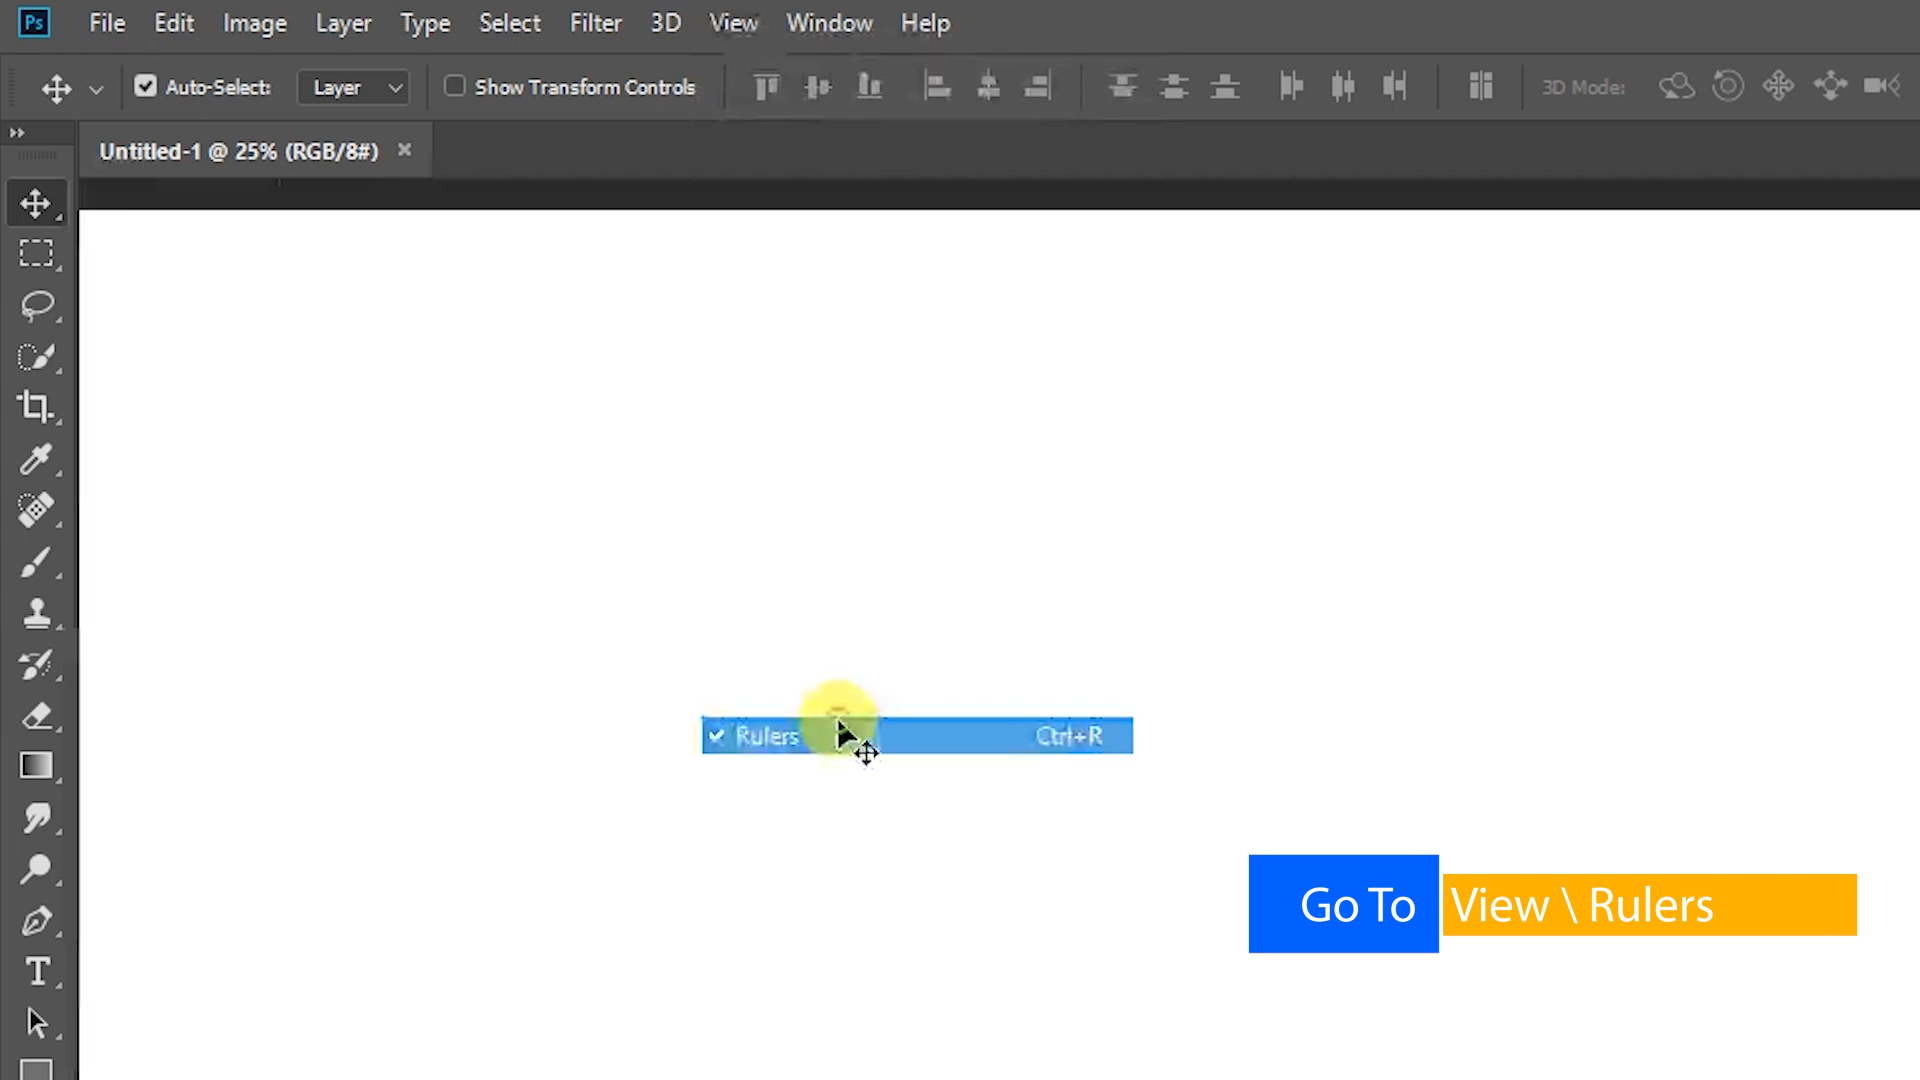 Ps File Edit Image Layer Type Select Filter 3D View Window Help
Auto-Select: Layer Show Transform Controls 3D Mode:
Untitled-1 @ 25% (RGB/8#) ×
Rulers Ctrl+R
Go To View \ Rulers